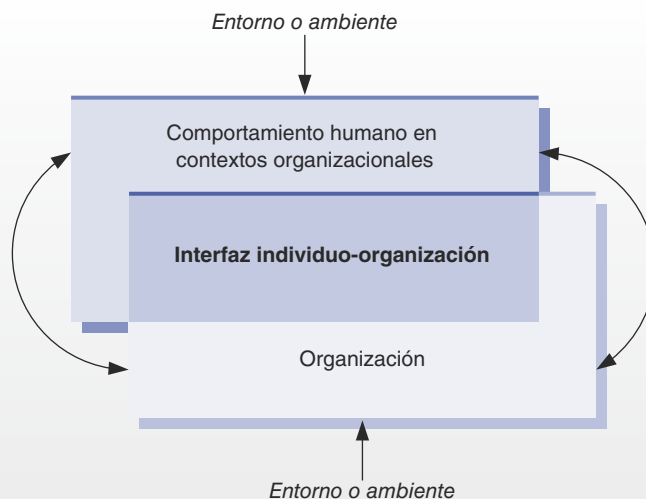 Entorno o ambiente
Comportamiento humano en
contextos organizacionales
Interfaz individuo-organización
Organización
Entorno o ambiente